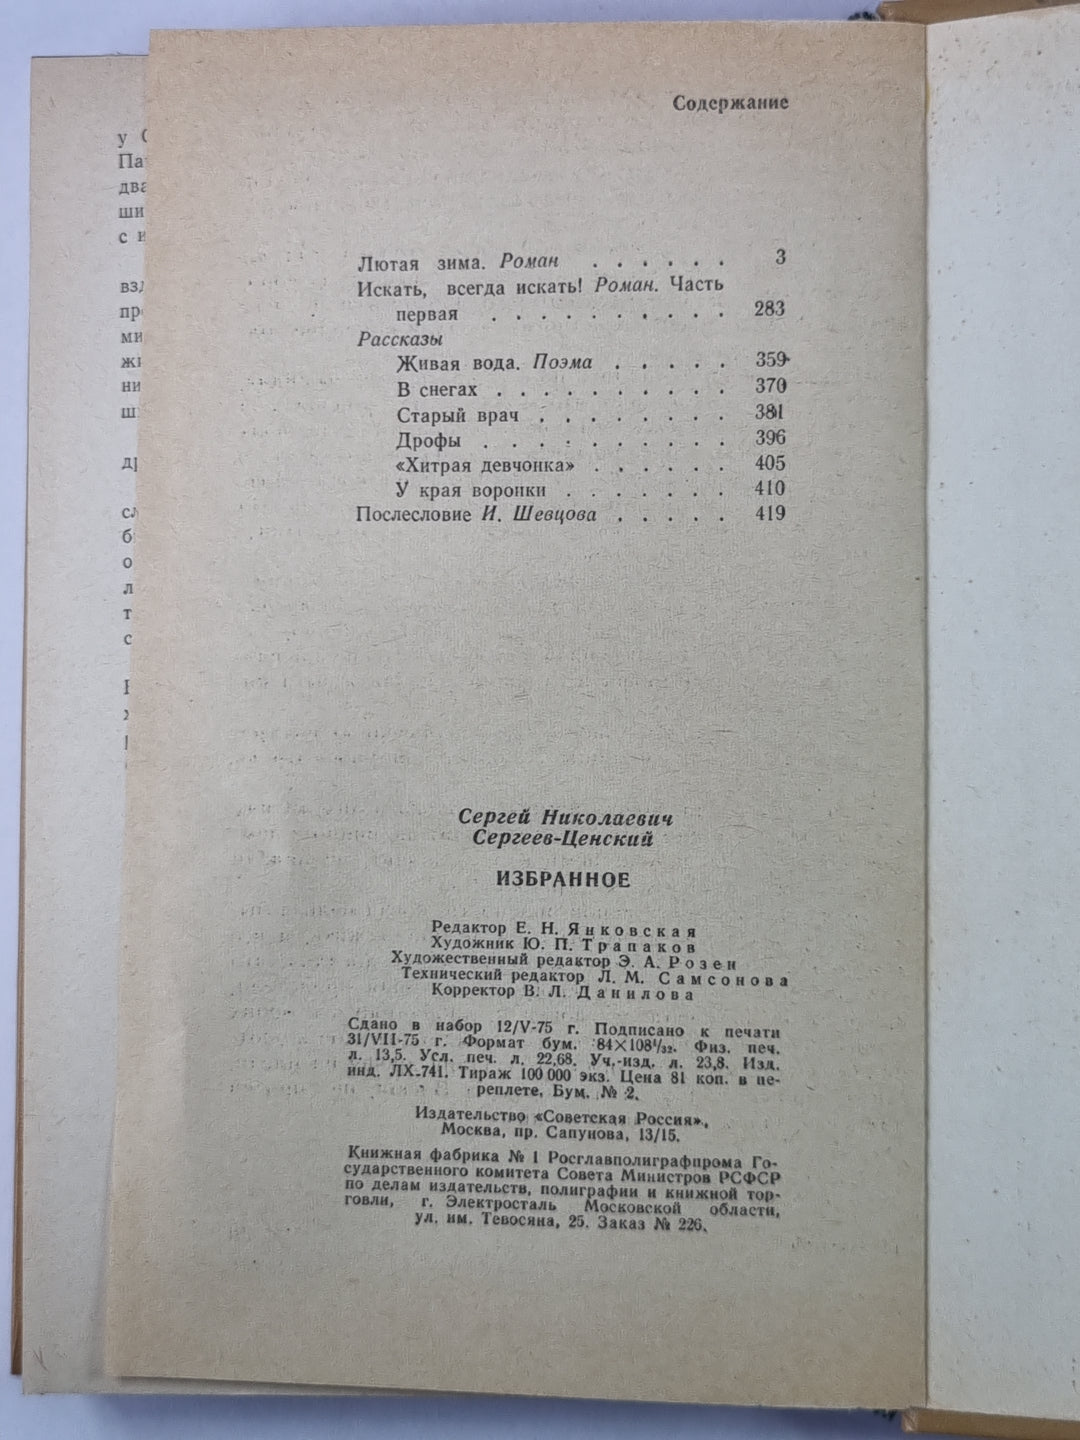 Содержание
Лютая зима. Роман . . . . . . 3
Искать, всегда искать! Роман. Часть
первая . . . . . . . . . . 283
Рассказы
Живая вода. Поэма . . . . . 359
В снегах . . . . . . . . . 370
Старый врач . . . . . . . . 381
Дрофы . . . . . . . . . 396
«Хитрая девчонка» . . . . . . 405
У края воронки . . . . . . . 410
Послесловие И. Шевцова . . . . . 419
Сергей Николаевич
Сергеев-Ценский
ИЗБРАННОЕ
Редактор Е. Н. Янковская
Художник Ю. П. Трапаков
Художественный редактор Э. А. Розен
Технический редактор Л. М. Самсонова
Корректор В. Л. Данилова
Сдано в набор 12/V-75 г. Подписано к печати
31/VII-75 г. Формат бум. 84×108¹/₃₂. Физ. печ.
л. 13,5. Усл. печ. л. 22,68. Уч.-изд. л. 23,8. Изд.
инд. ЛХ-741. Тираж 100 000 экз. Цена 81 коп. в пе-
реплете, Бум. № 2.
Издательство «Советская Россия».
Москва, пр. Сапунова, 13/15.
Книжная фабрика № 1 Росглавполиграфпрома Го-
сударственного комитета Совета Министров РСФСР
по делам издательств, полиграфии и книжной тор-
говли, г. Электросталь Московской области,
ул. им. Тевосяна, 25. Заказ № 226.